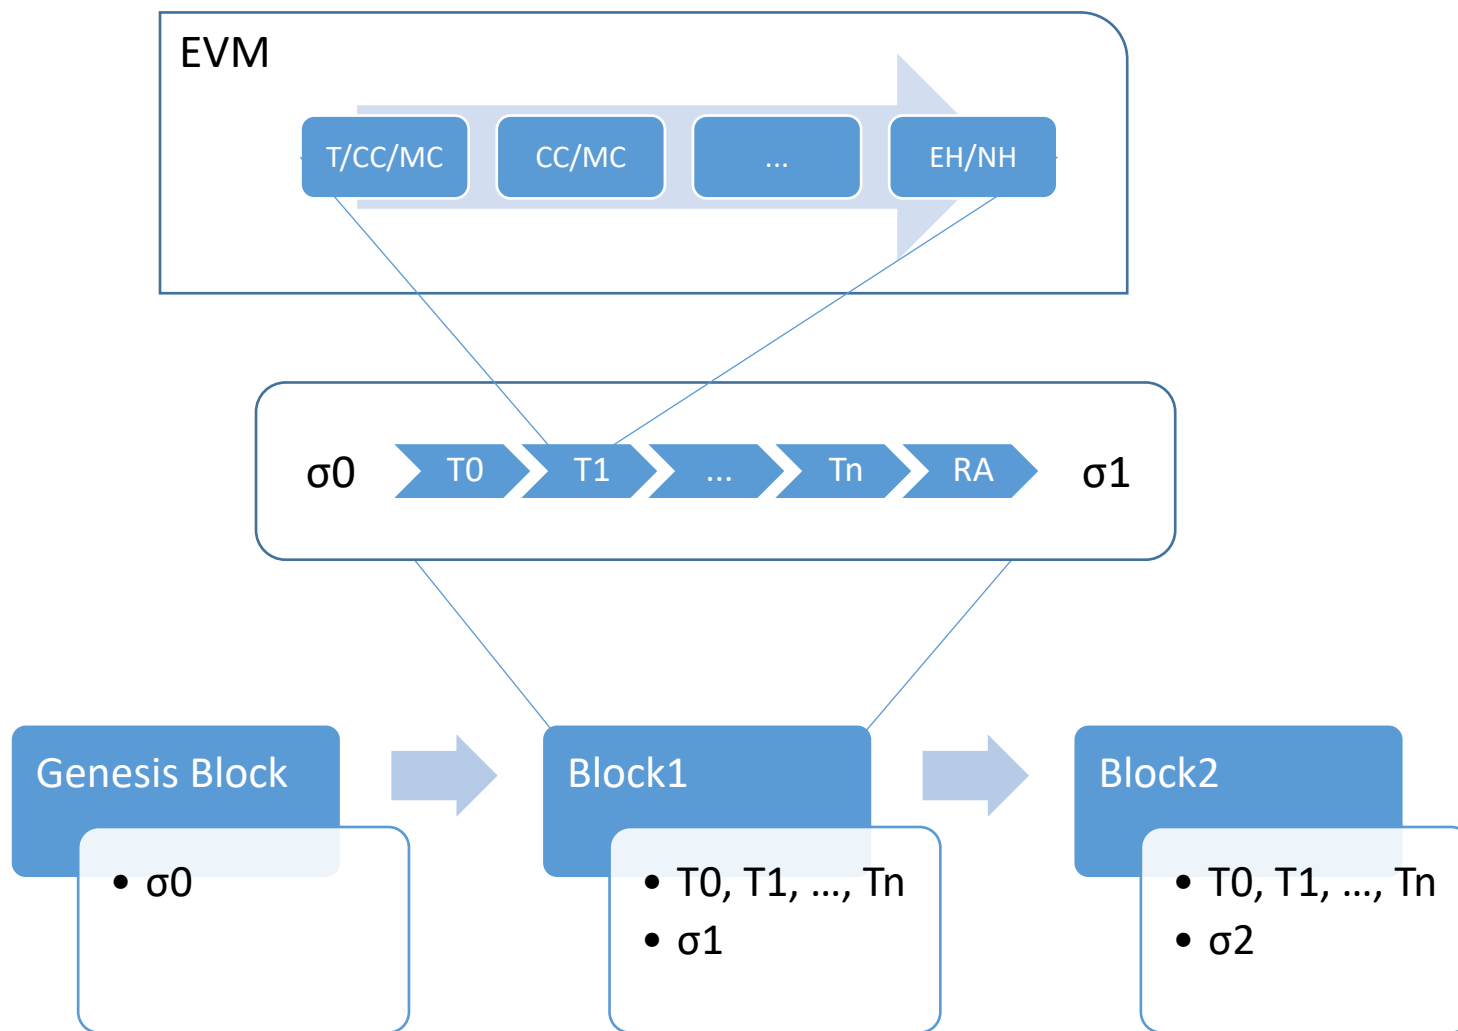 EVM
T/CC/MC CC/MC ... EH/NH
σ0 T0 T1 ... Tn RA σ1
Genesis Block Block1 Block2
• σ0 • T0, T1, ..., Tn • T0, T1, ..., Tn
• σ1 • σ2